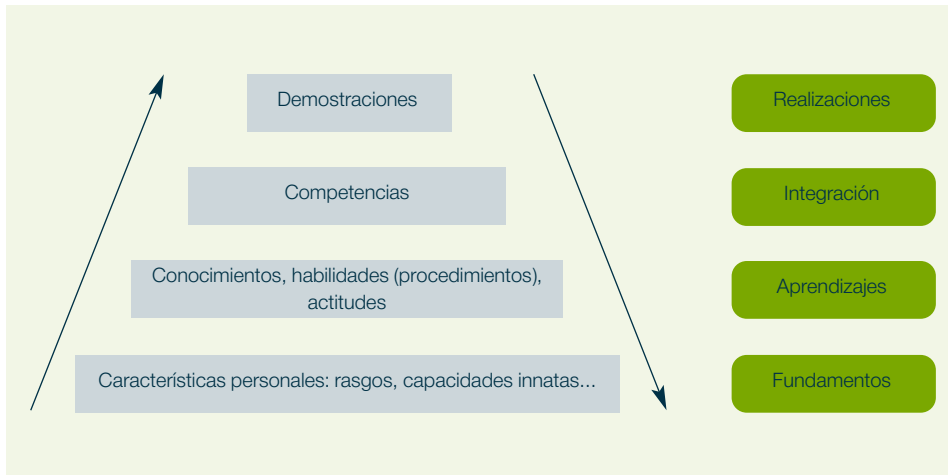 Demostraciones
Realizaciones
Competencias
Integración
Conocimientos, habilidades (procedimientos),
actitudes
Aprendizajes
Características personales: rasgos, capacidades innatas...
Fundamentos